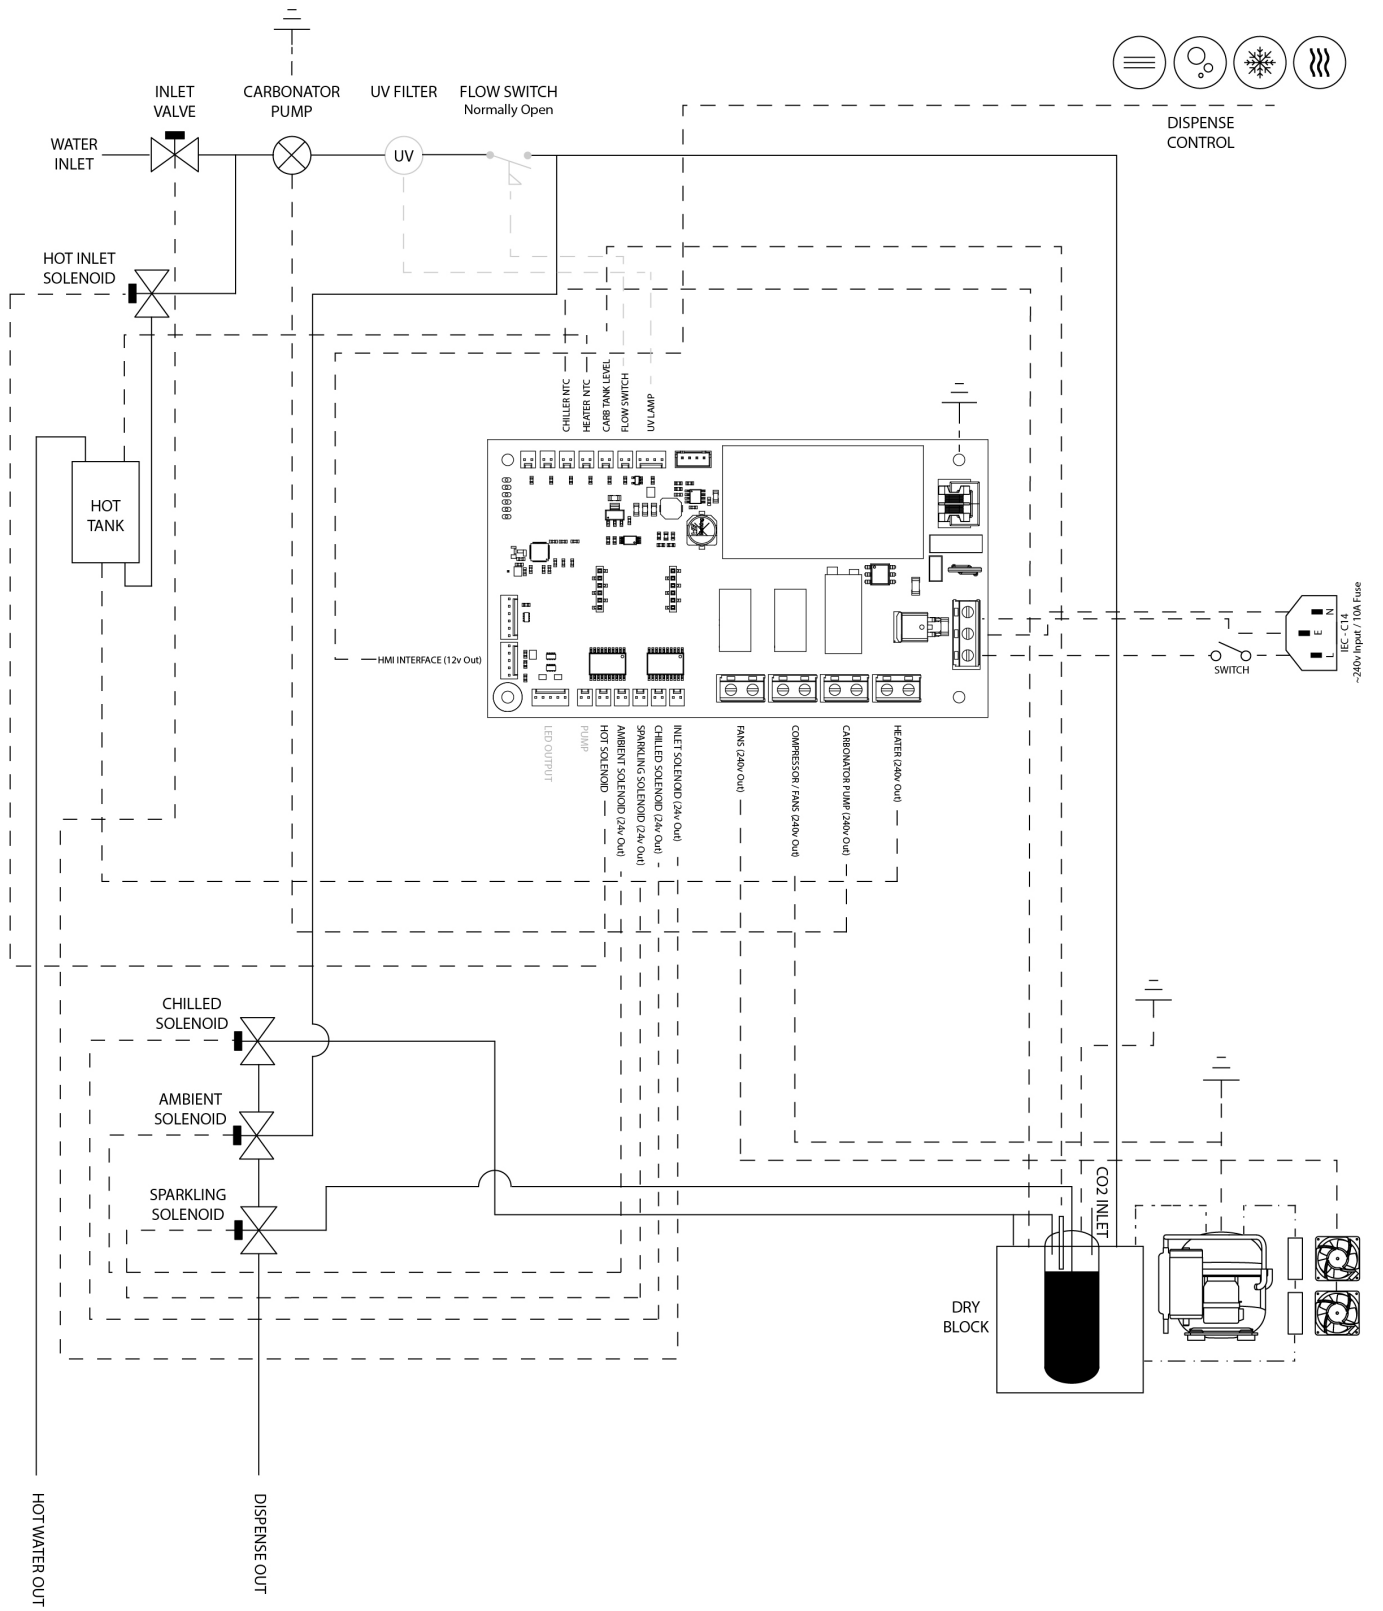 INLET
VALVE
CARBONATOR
PUMP
UV FILTER
FLOW SWITCH
Normally Open
DISPENSE
CONTROL
WATER
INLET
UV
HOT INLET
SOLENOID
CHILLER NTC
HEATER NTC
CARB TANK LEVEL
FLOW SWITCH
UV LAMP
HOT
TANK
HMI INTERFACE (12v Out)
SWITCH
N
E
L
IEC - C14
~240v Input / 10A Fuse
LED OUTPUT
PUMP
HOT SOLENOID
AMBIENT SOLENOID (24v Out)
SPARKLING SOLENOID (24v Out)
CHILLED SOLENOID (24v Out)
INLET SOLENOID (24v Out)
FANS (240v Out)
COMPRESSOR / FANS (240v Out)
CARBONATOR PUMP (240v Out)
HEATER (240v Out)
CHILLED
SOLENOID
AMBIENT
SOLENOID
SPARKLING
SOLENOID
CO2 INLET
DRY
BLOCK
HOT WATER OUT
DISPENSE OUT